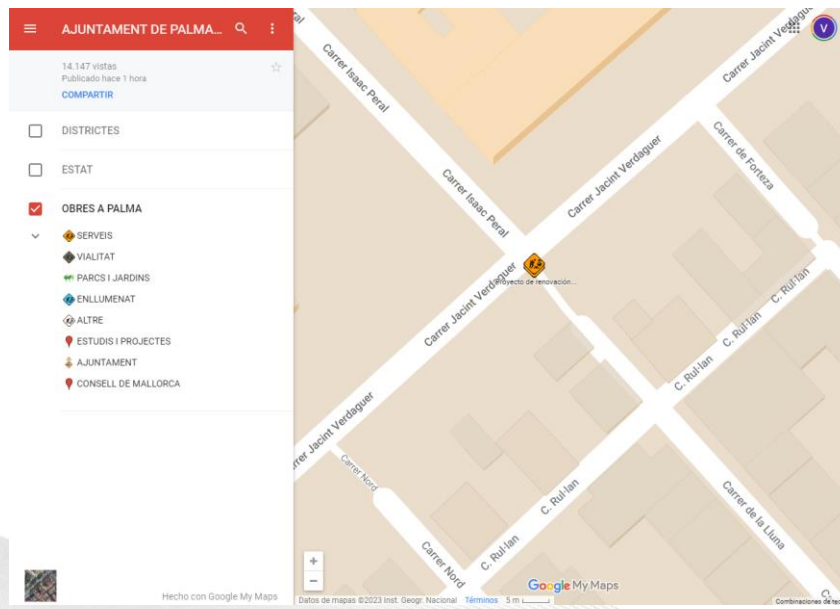 AJUNTAMENT DE PALMA...
14.147 vistas
Publicado hace 1 hora
COMPARTIR
DISTRICTES
ESTAT
OBRES A PALMA
SERVEIS
VIALITAT
PARCS I JARDINS
ENLLUMENAT
ALTRE
ESTUDIS I PROJECTES
AJUNTAMENT
CONSELL DE MALLORCA
Hecho con Google My Maps
V
Carrer Isaac Peral
Carrer Jacint Verdaguer
Carrer de Forteza
Carrer Isaac Peral
Carrer Jacint Verdaguer
Proyecto de renovación...
Carrer Jacint Verdaguer
C. Rul·lan
C. Rul·lan
C. Rul·lan
Jacint Verdaguer
Carrer Nord
C. Rul·lan
Carrer de la Lluna
Carrer Nord
C. Rul·lan
+
−
Google My Maps
Datos de mapas ©2023 Inst. Geogr. Nacional Términos 5 m
Combinaciones de